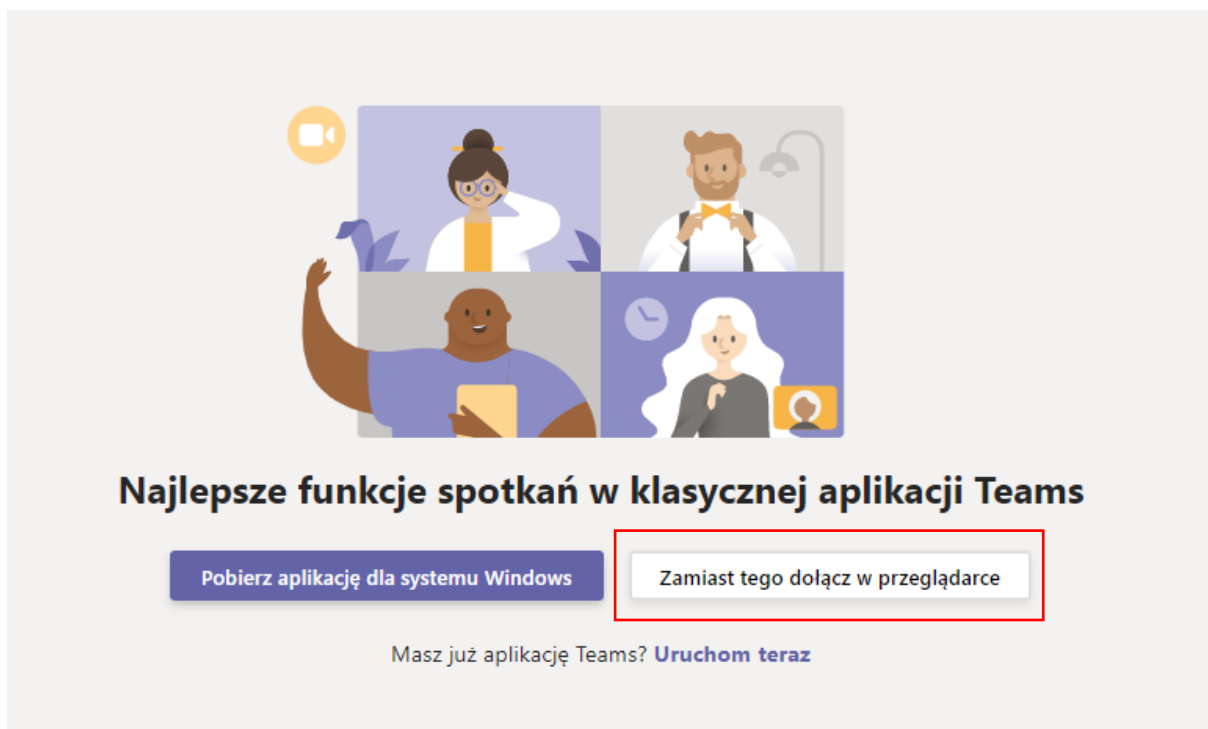 Najlepsze funkcje spotkań w klasycznej aplikacji Teams
Pobierz aplikację dla systemu Windows
Zamiast tego dołącz w przeglądarce
Masz już aplikację Teams? Uruchom teraz